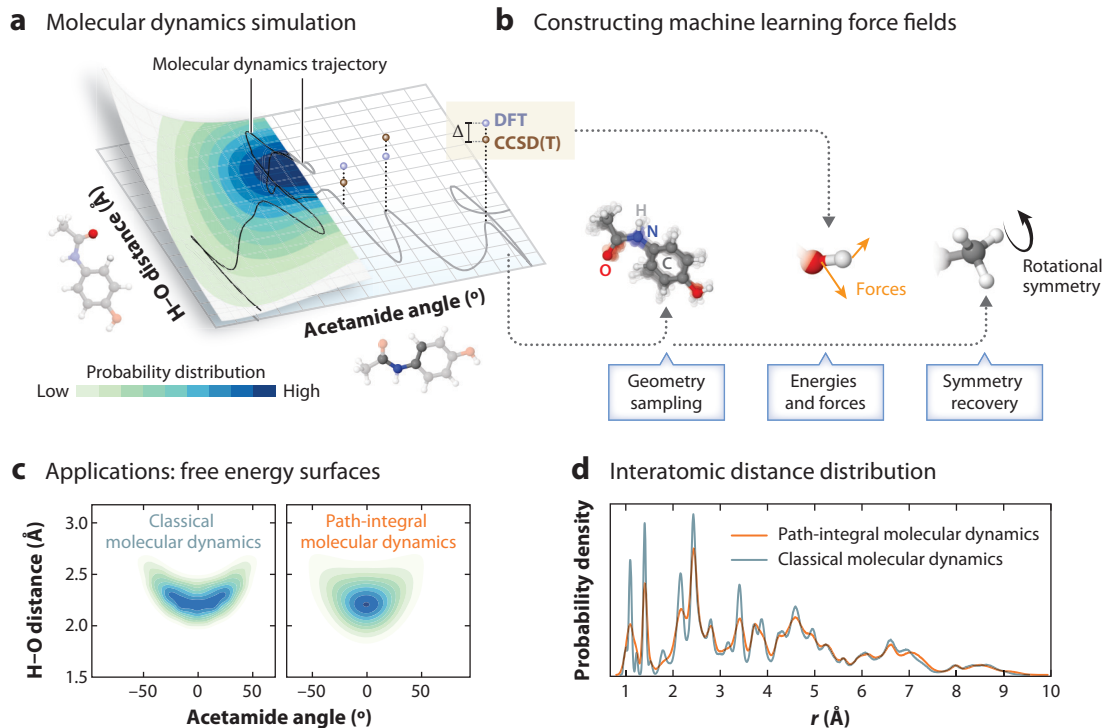 a Molecular dynamics simulation
Molecular dynamics trajectory
Δ
DFT
CCSD(T)
H–O distance (Å)
Acetamide angle (º)
Probability distribution
Low
High
b Constructing machine learning force fields
H
N
O
C
Forces
Rotational
symmetry
Geometry
sampling
Energies
and forces
Symmetry
recovery
c Applications: free energy surfaces
Classical
molecular dynamics
Path-integral
molecular dynamics
H–O distance (Å)
3.0
2.5
2.0
1.5
−50
0
50
−50
0
50
Acetamide angle (º)
d Interatomic distance distribution
Probability density
Path-integral molecular dynamics
Classical molecular dynamics
1
2
3
4
5
6
7
8
9
10
r (Å)